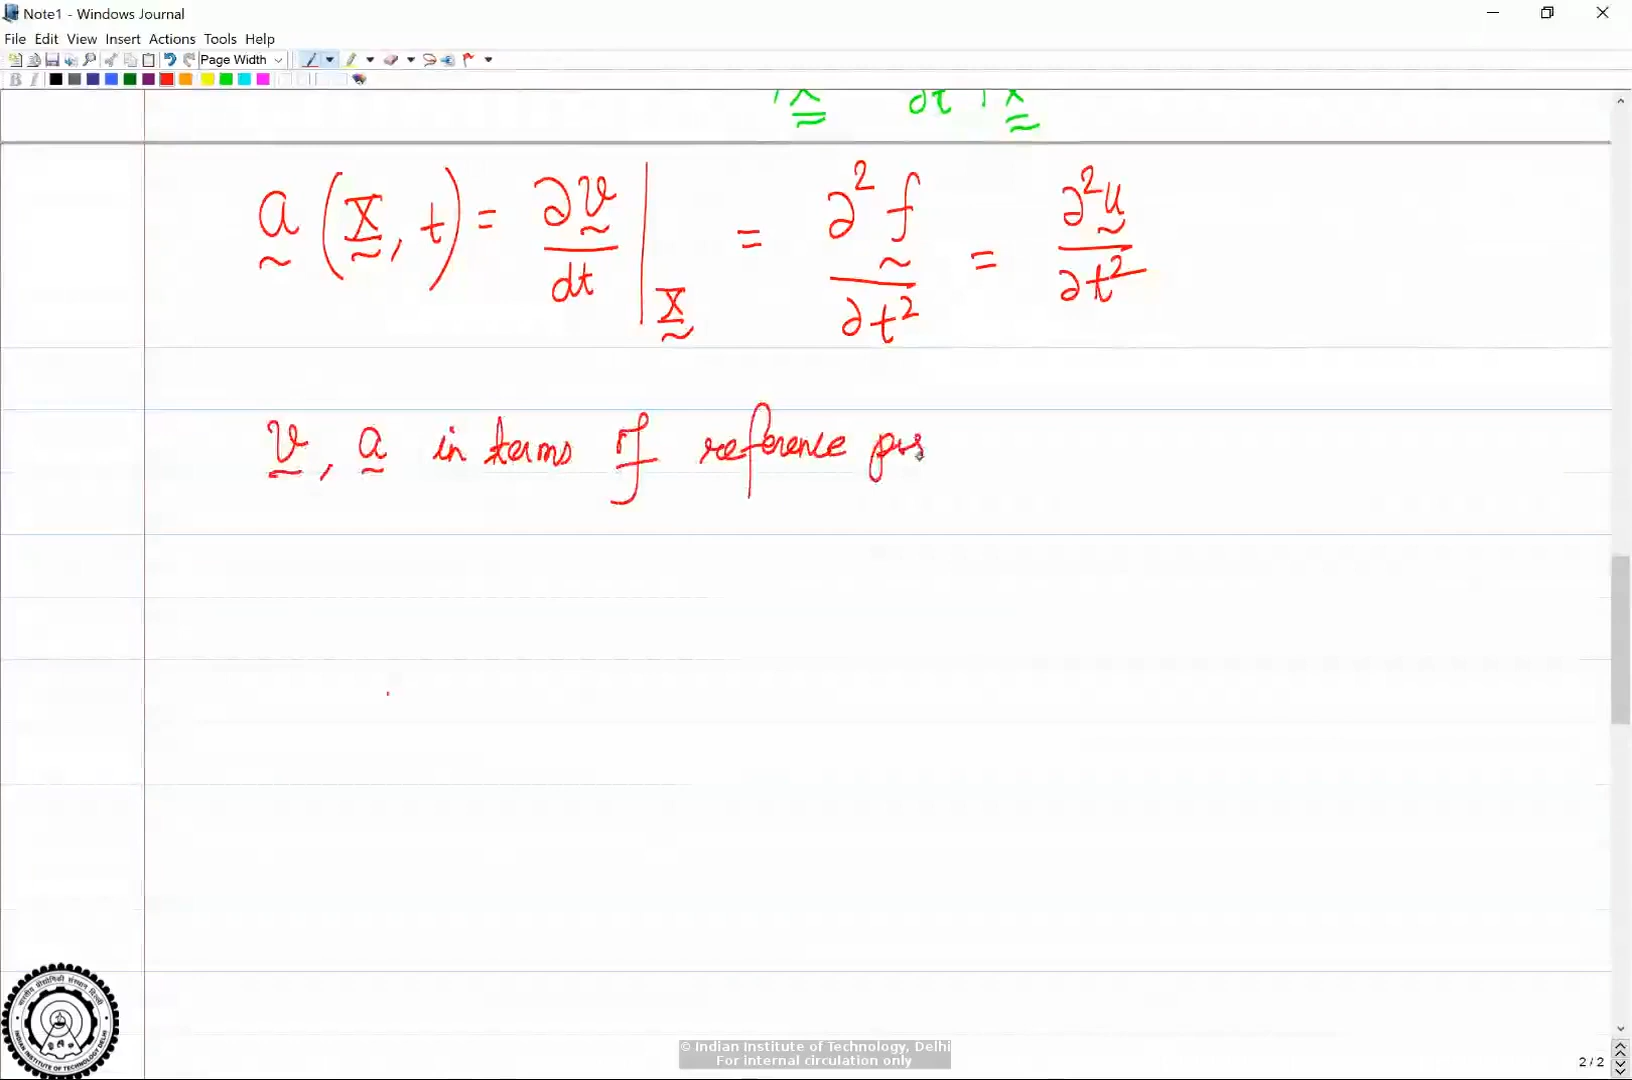 Note1 - Windows Journal
File Edit View Insert Actions Tools Help
Page Width
B I
∂t | X
a (X, t) = ∂v/dt |_X = ∂²f/∂t² = ∂²u/∂t²
v, a in terms of reference pos
© Indian Institute of Technology, Delhi
For internal circulation only
2 / 2